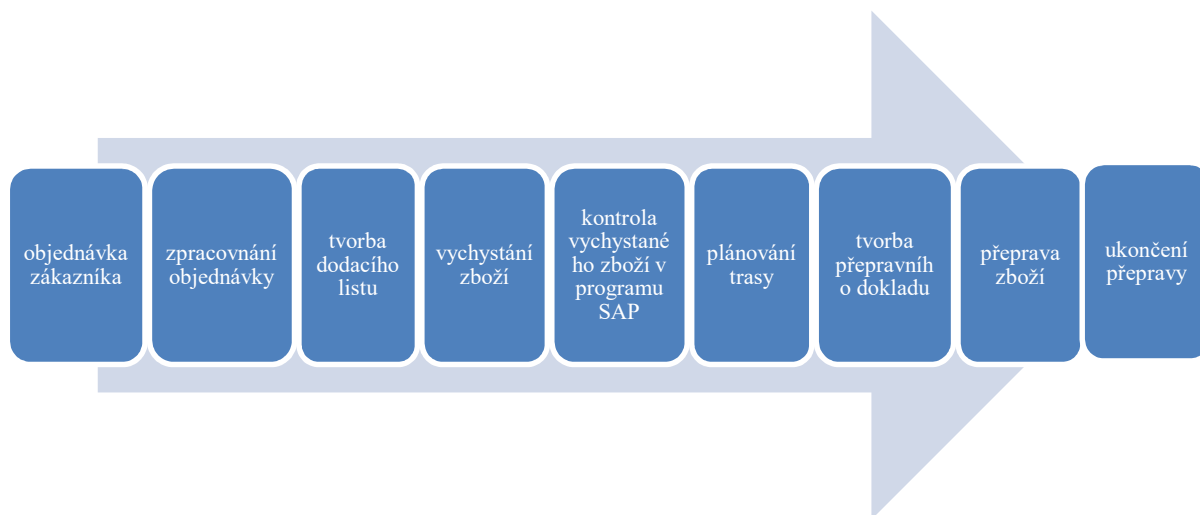 objednávka
zákazníka
zpracovnání
objednávky
tvorba
dodacího
listu
vychystání
zboží
kontrola
vychystané
ho zboží v
programu
SAP
plánování
trasy
tvorba
přepravníh
o dokladu
přeprava
zboží
ukončení
přepravy